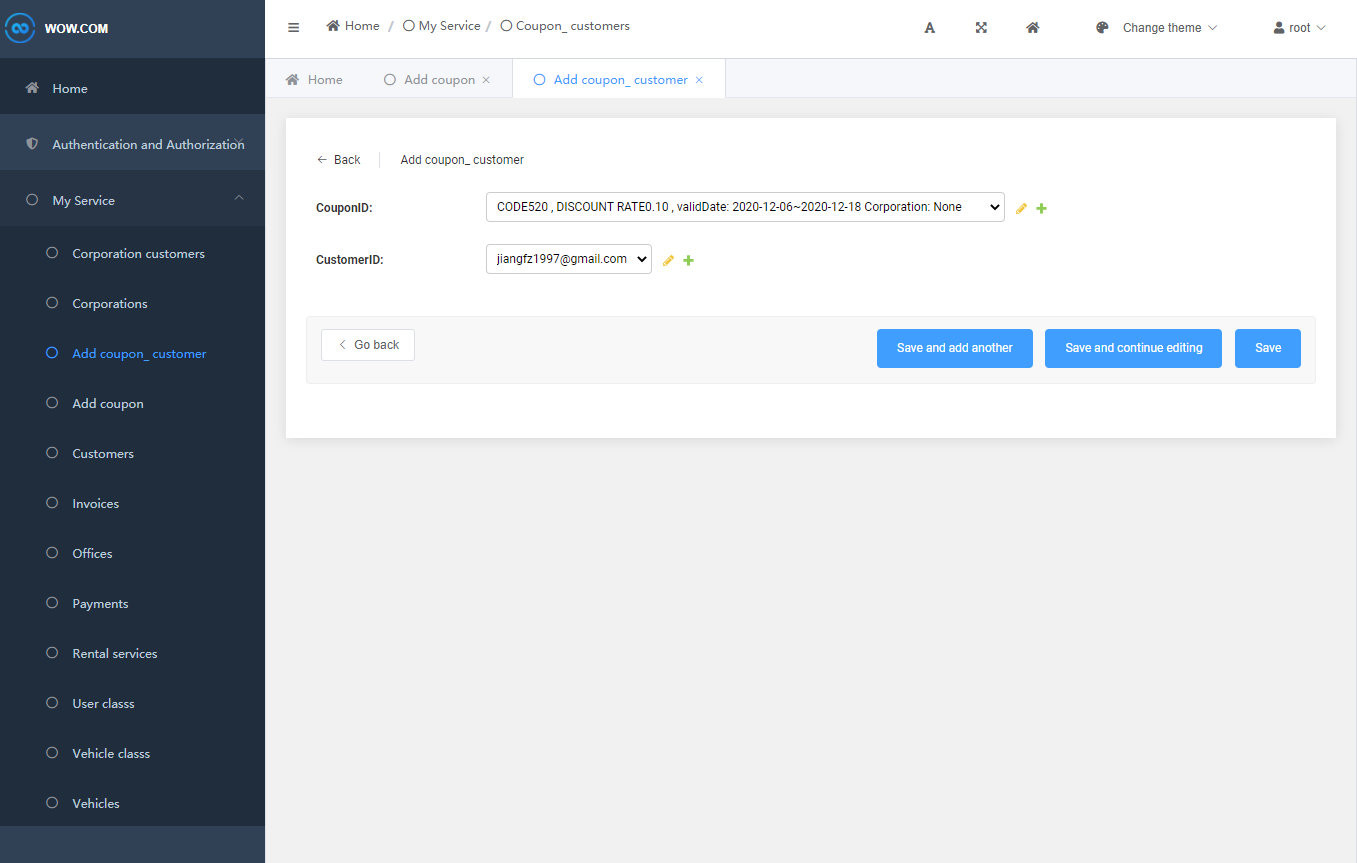 WOW.COM
Home / My Service / Coupon_ customers
A
Change theme
root
Home
Add coupon ×
Add coupon_ customer ×
Home
Authentication and Authorization
My Service
Corporation customers
Corporations
Add coupon_ customer
Add coupon
Customers
Invoices
Offices
Payments
Rental services
User classs
Vehicle classs
Vehicles
Back
Add coupon_ customer
CouponID:
CODE520 , DISCOUNT RATE0.10 , validDate: 2020-12-06~2020-12-18 Corporation: None
CustomerID:
jiangfz1997@gmail.com
Go back
Save and add another
Save and continue editing
Save